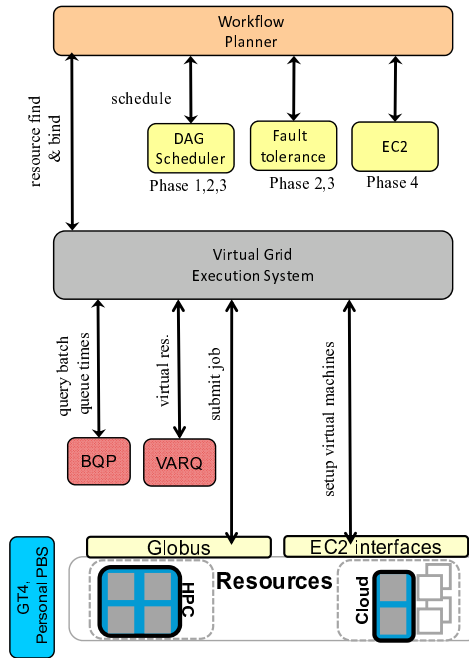 Workflow
Planner
resource find
& bind
schedule
DAG
Scheduler
Phase 1,2,3
Fault
tolerance
Phase 2,3
EC2
Phase 4
Virtual Grid
Execution System
query batch
queue times
virtual res.
submit job
setup virtual machines
BQP
VARQ
GT4,
Personal PBS
Globus
EC2 interfaces
HPC
Resources
Cloud